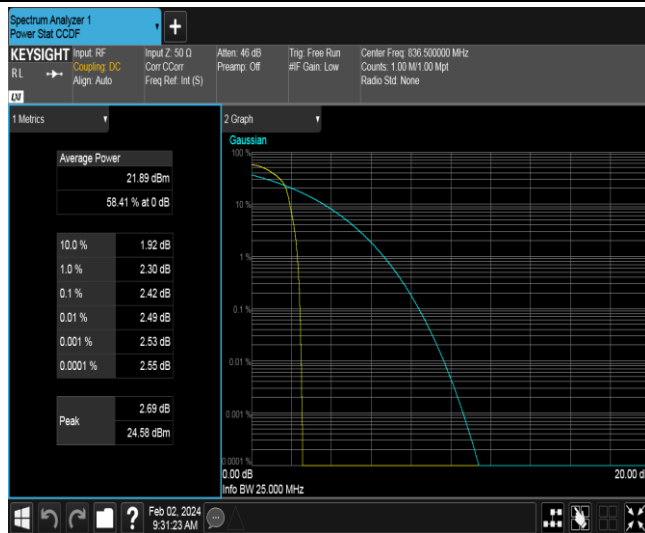 Spectrum Analyzer 1
Power Stat CCDF
+
KEYSIGHT
RL
Input: RF
Coupling: DC
Align: Auto
Input Z: 50 Ω
Corr CCorr
Freq Ref: Int (S)
Atten: 46 dB
Preamp: Off
Trig: Free Run
#IF Gain: Low
Center Freq: 836.500000 MHz
Counts: 1.00 M/1.00 Mpt
Radio Std: None
1 Metrics
Average Power
21.89 dBm
58.41 % at 0 dB
10.0 % 1.92 dB
1.0 % 2.30 dB
0.1 % 2.42 dB
0.01 % 2.49 dB
0.001 % 2.53 dB
0.0001 % 2.55 dB
Peak 2.69 dB
24.58 dBm
2 Graph
Gaussian
100 %
10 %
1 %
0.1 %
0.01 %
0.001 %
0.0001 %
0.00 dB
20.00 d
Info BW 25.000 MHz
?
Feb 02, 2024
9:31:23 AM